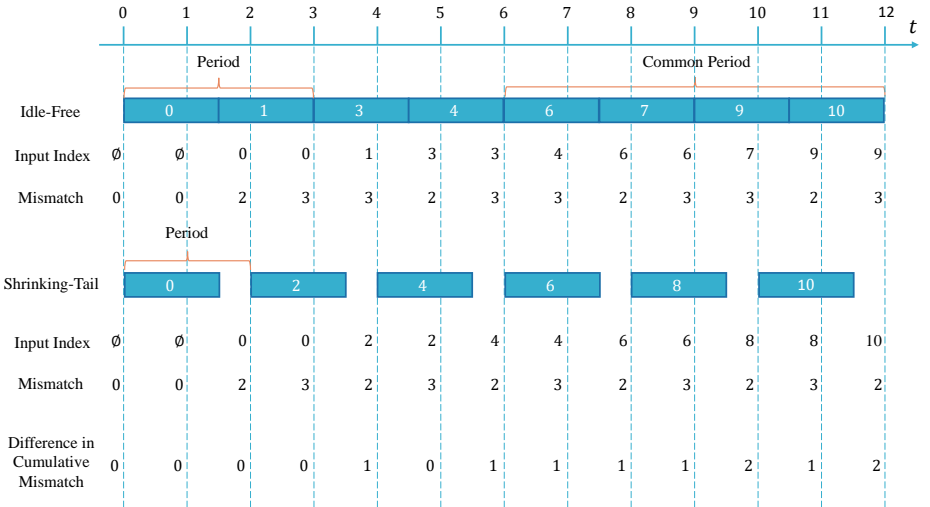 0 1 2 3 4 5 6 7 8 9 10 11 12
t
Period Common Period
Idle-Free 0 1 3 4 6 7 9 10
Input Index ∅ ∅ 0 0 1 3 3 4 6 6 7 9 9
Mismatch 0 0 2 3 3 2 3 3 2 3 3 2 3
Period
Shrinking-Tail 0 2 4 6 8 10
Input Index ∅ ∅ 0 0 2 2 4 4 6 6 8 8 10
Mismatch 0 0 2 3 2 3 2 3 2 3 2 3 2
Difference in
Cumulative
Mismatch
0 0 0 0 1 0 1 1 1 1 2 1 2